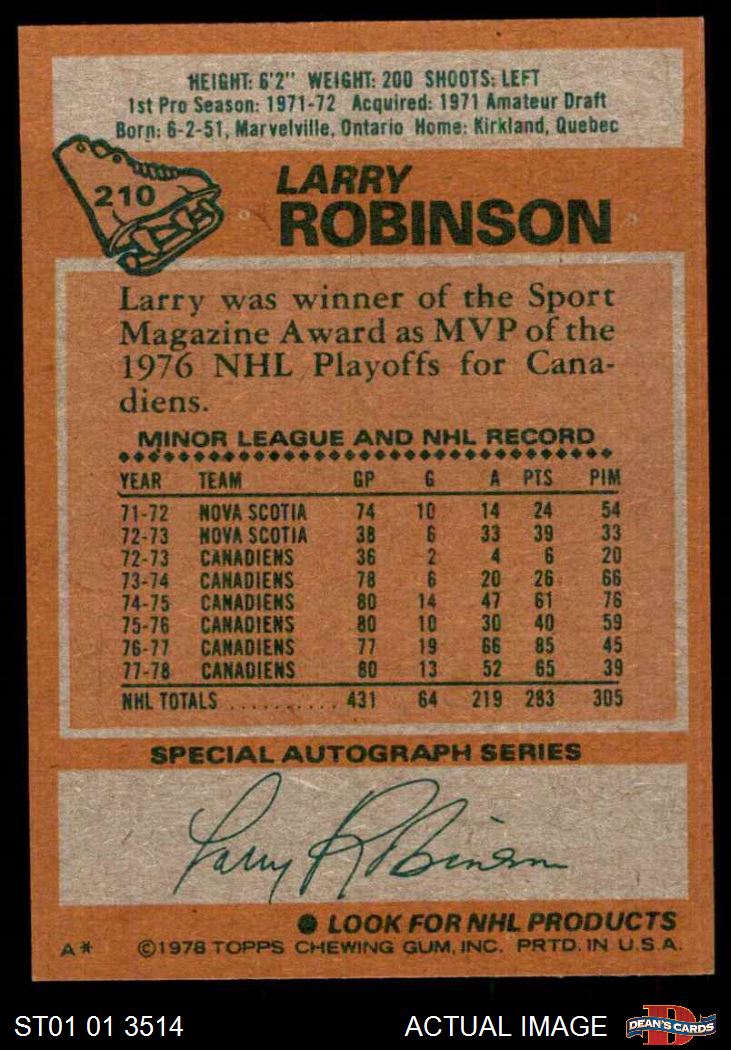 HEIGHT: 6'2" WEIGHT: 200 SHOOTS: LEFT
1st Pro Season: 1971-72 Acquired: 1971 Amateur Draft
Born: 6-2-51, Marvelville, Ontario Home: Kirkland, Quebec
210
LARRY
ROBINSON
Larry was winner of the Sport
Magazine Award as MVP of the
1976 NHL Playoffs for Cana-
diens.
MINOR LEAGUE AND NHL RECORD
YEAR TEAM GP G A PTS PIM
71-72 NOVA SCOTIA 74 10 14 24 54
72-73 NOVA SCOTIA 38 6 33 39 33
72-73 CANADIENS 36 2 4 6 20
73-74 CANADIENS 78 6 20 26 66
74-75 CANADIENS 80 14 47 61 76
75-76 CANADIENS 80 10 30 40 59
76-77 CANADIENS 77 19 66 85 45
77-78 CANADIENS 80 13 52 65 39
NHL TOTALS .......... 431 64 219 283 305
SPECIAL AUTOGRAPH SERIES
Larry Robinson
● LOOK FOR NHL PRODUCTS
A* ©1978 TOPPS CHEWING GUM, INC. PRTD. IN U.S.A.
ST01 01 3514 ACTUAL IMAGE D DEAN'S CARDS